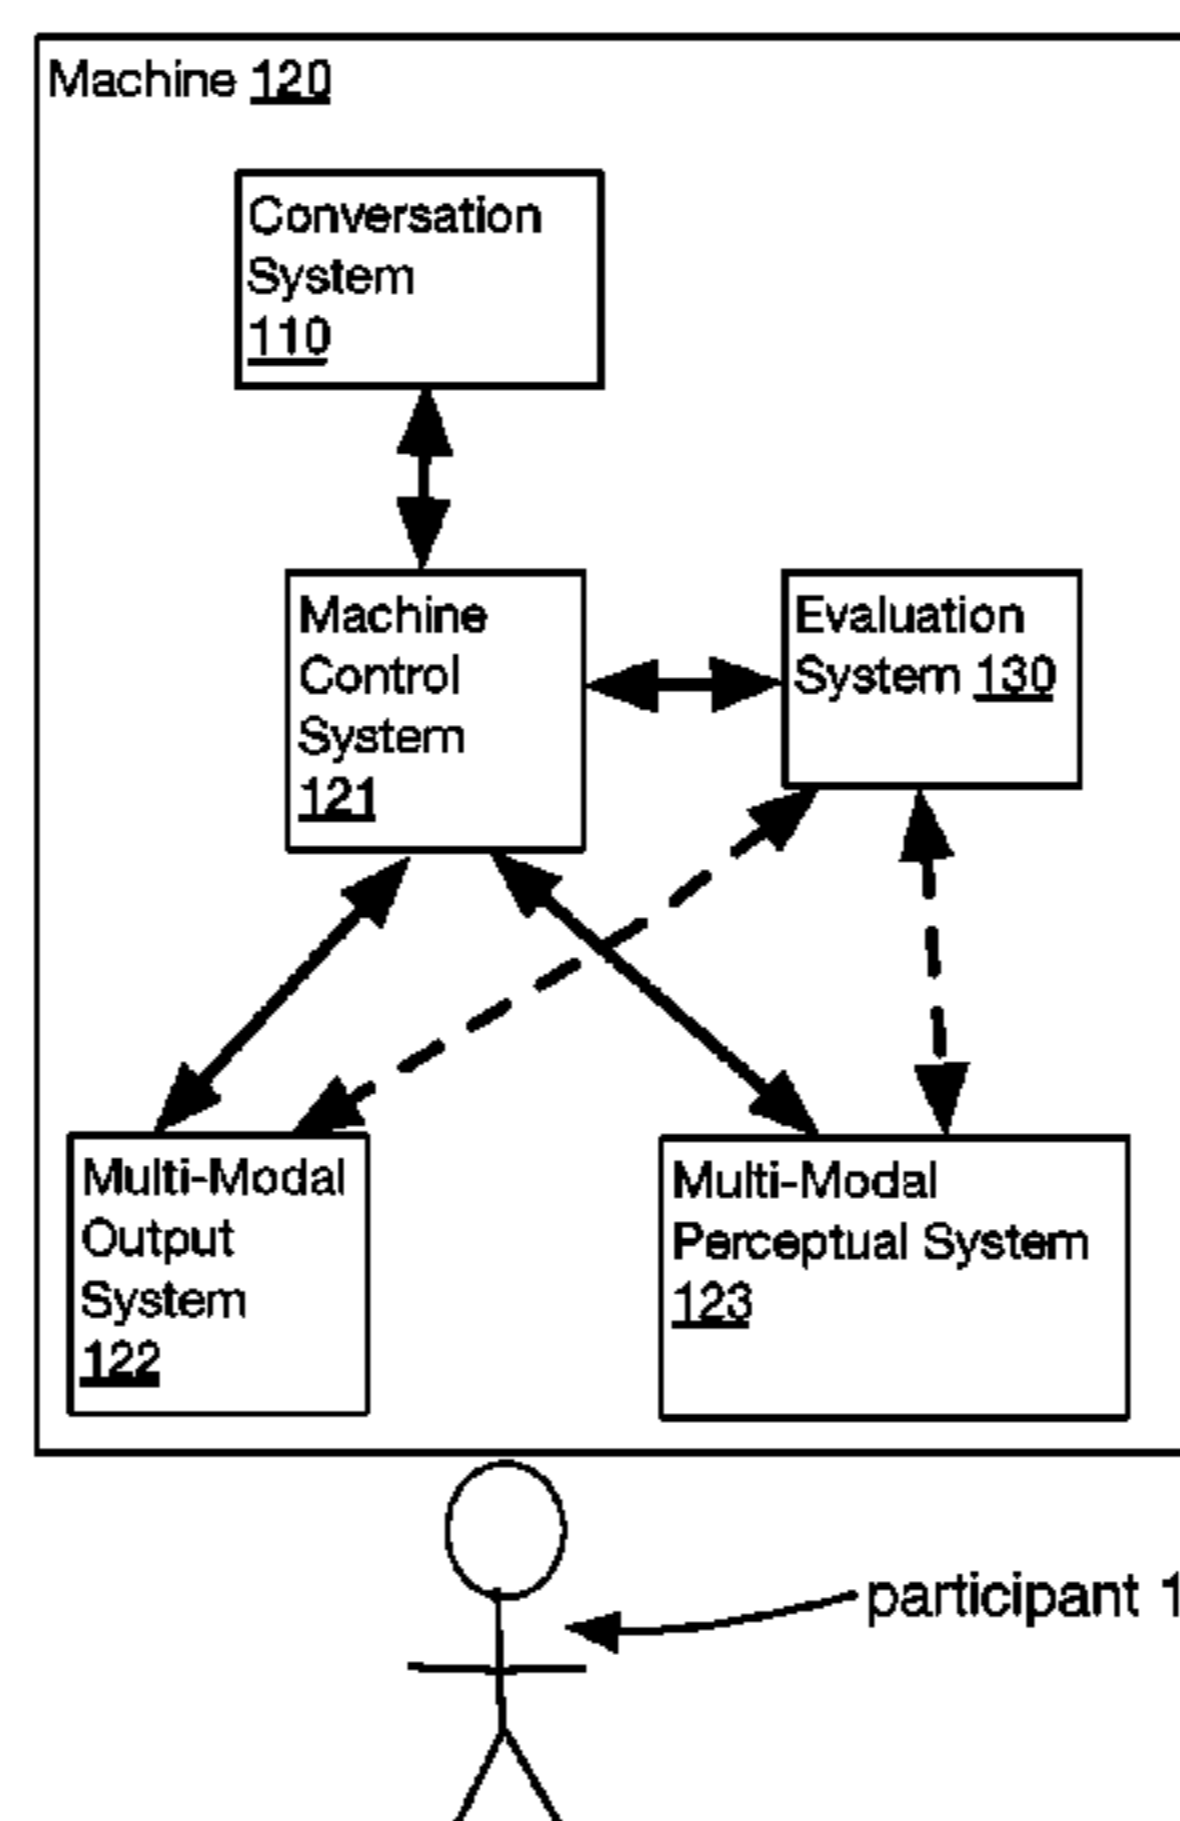 Machine 120
Conversation
System
110
Machine
Control
System
121
Evaluation
System 130
Multi-Modal
Output
System
122
Multi-Modal
Perceptual System
123
participant 1